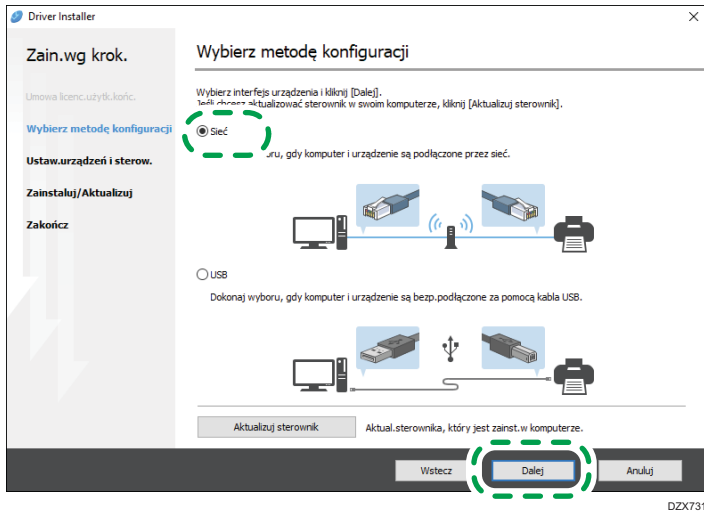 Driver Installer
Zain.wg krok.
Umowa licenc.użytk.końc.
Wybierz metodę konfiguracji
Ustaw.urządzeń i sterow.
Zainstaluj/Aktualizuj
Zakończ
Wybierz metodę konfiguracji
Wybierz interfejs urządzenia i kliknij [Dalej].
Jeśli chcesz aktualizować sterownik w swoim komputerze, kliknij [Aktualizuj sterownik].
Sieć
oru, gdy komputer i urządzenie są podłączone przez sieć.
USB
Dokonaj wyboru, gdy komputer i urządzenie są bezp.podłączone za pomocą kabla USB.
Aktualizuj sterownik
Aktual.sterownika, który jest zainst.w komputerze.
Wstecz
Dalej
Anuluj
DZX731